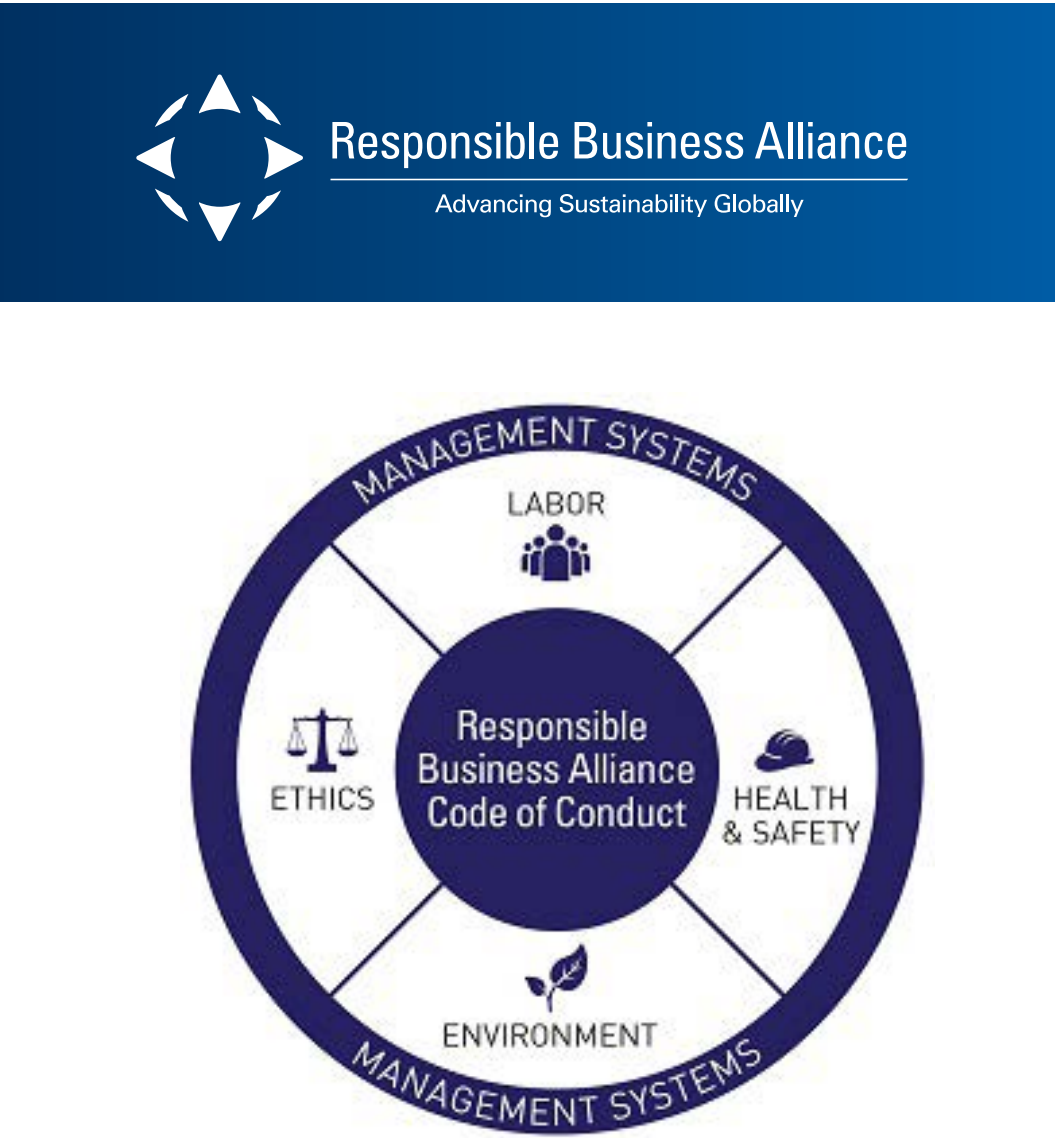 Responsible Business Alliance
Advancing Sustainability Globally
MANAGEMENT SYSTEMS
LABOR
ETHICS
Responsible
Business Alliance
Code of Conduct
HEALTH
& SAFETY
ENVIRONMENT
MANAGEMENT SYSTEMS